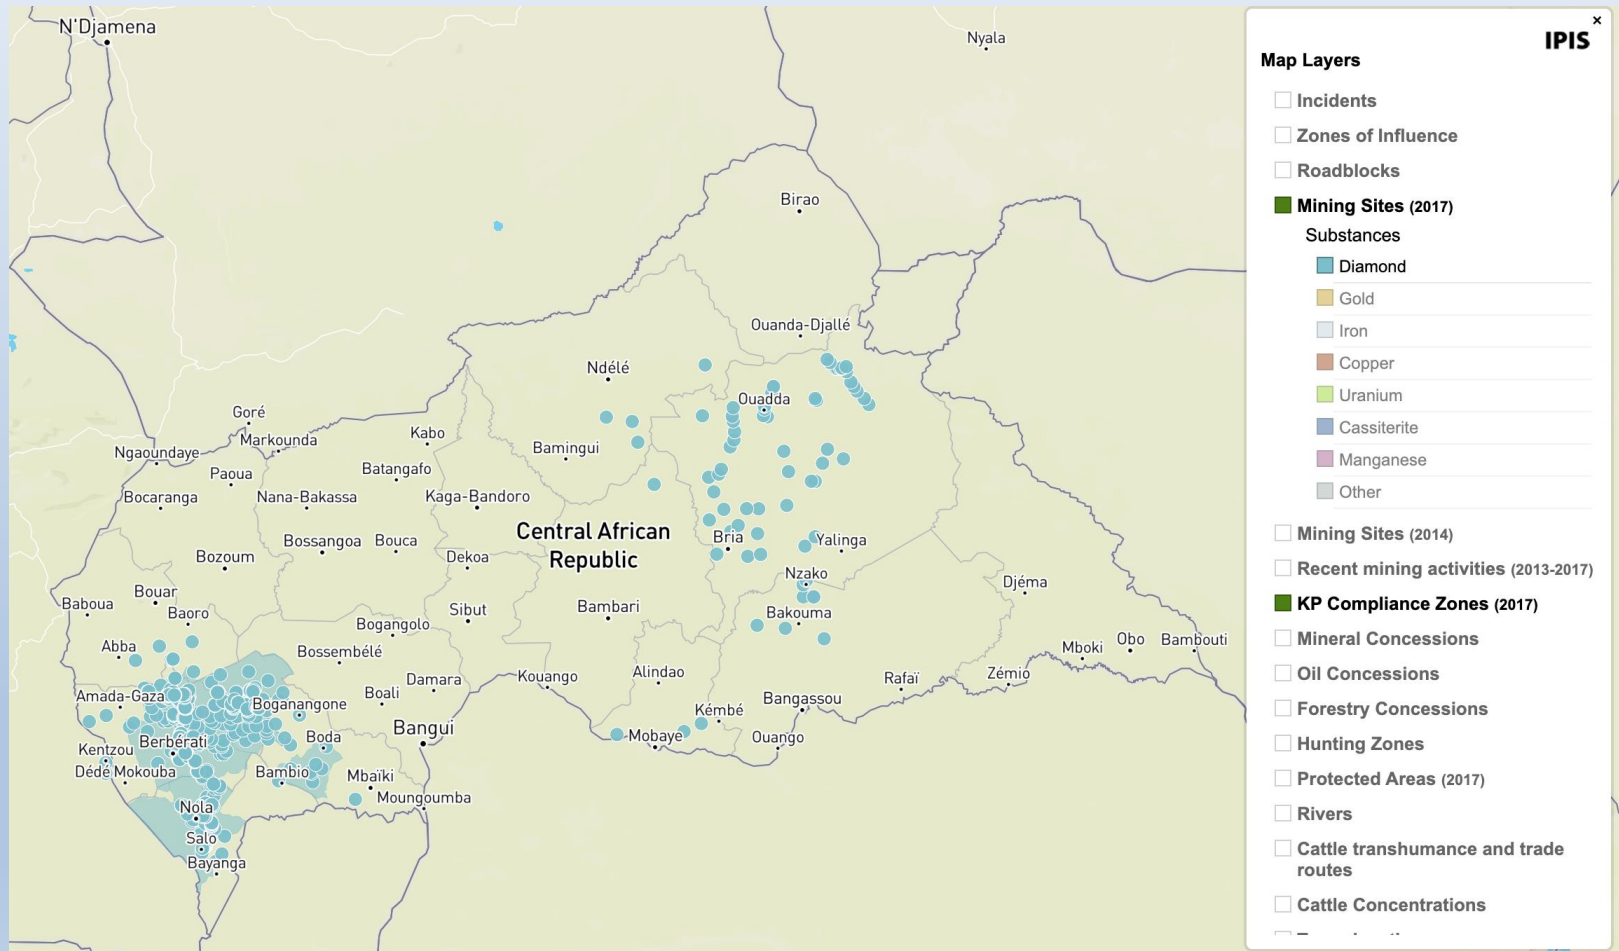 N'Djamena
Nyala
Birao
Ouanda-Djallé
Ndélé
Ouadda
Goré
Markounda
Kabo
Ngaoundaye
Bamingui
Paoua
Batangafo
Bocaranga
Nana-Bakassa
Kaga-Bandoro
Central African
Republic
Bossangoa
Bouca
Bria
Yalinga
Bozoum
Dekoa
Nzako
Djéma
Bouar
Baboua
Baoro
Sibut
Bambari
Bakouma
Bogangolo
Abba
Bossembélé
Mboki
Obo
Bambouti
Damara
Kouango
Alindao
Rafaï
Zémio
Amada-Gaza
Boganangone
Boali
Bangassou
Kémbé
Bangui
Berbérati
Boda
Mobaye
Ouango
Kentzou
Dédé Mokouba
Bambio
Mbaïki
Moungoumba
Nola
Salo
Bayanga
×
IPIS
Map Layers
Incidents
Zones of Influence
Roadblocks
Mining Sites (2017)
Substances
Diamond
Gold
Iron
Copper
Uranium
Cassiterite
Manganese
Other
Mining Sites (2014)
Recent mining activities (2013-2017)
KP Compliance Zones (2017)
Mineral Concessions
Oil Concessions
Forestry Concessions
Hunting Zones
Protected Areas (2017)
Rivers
Cattle transhumance and trade
routes
Cattle Concentrations